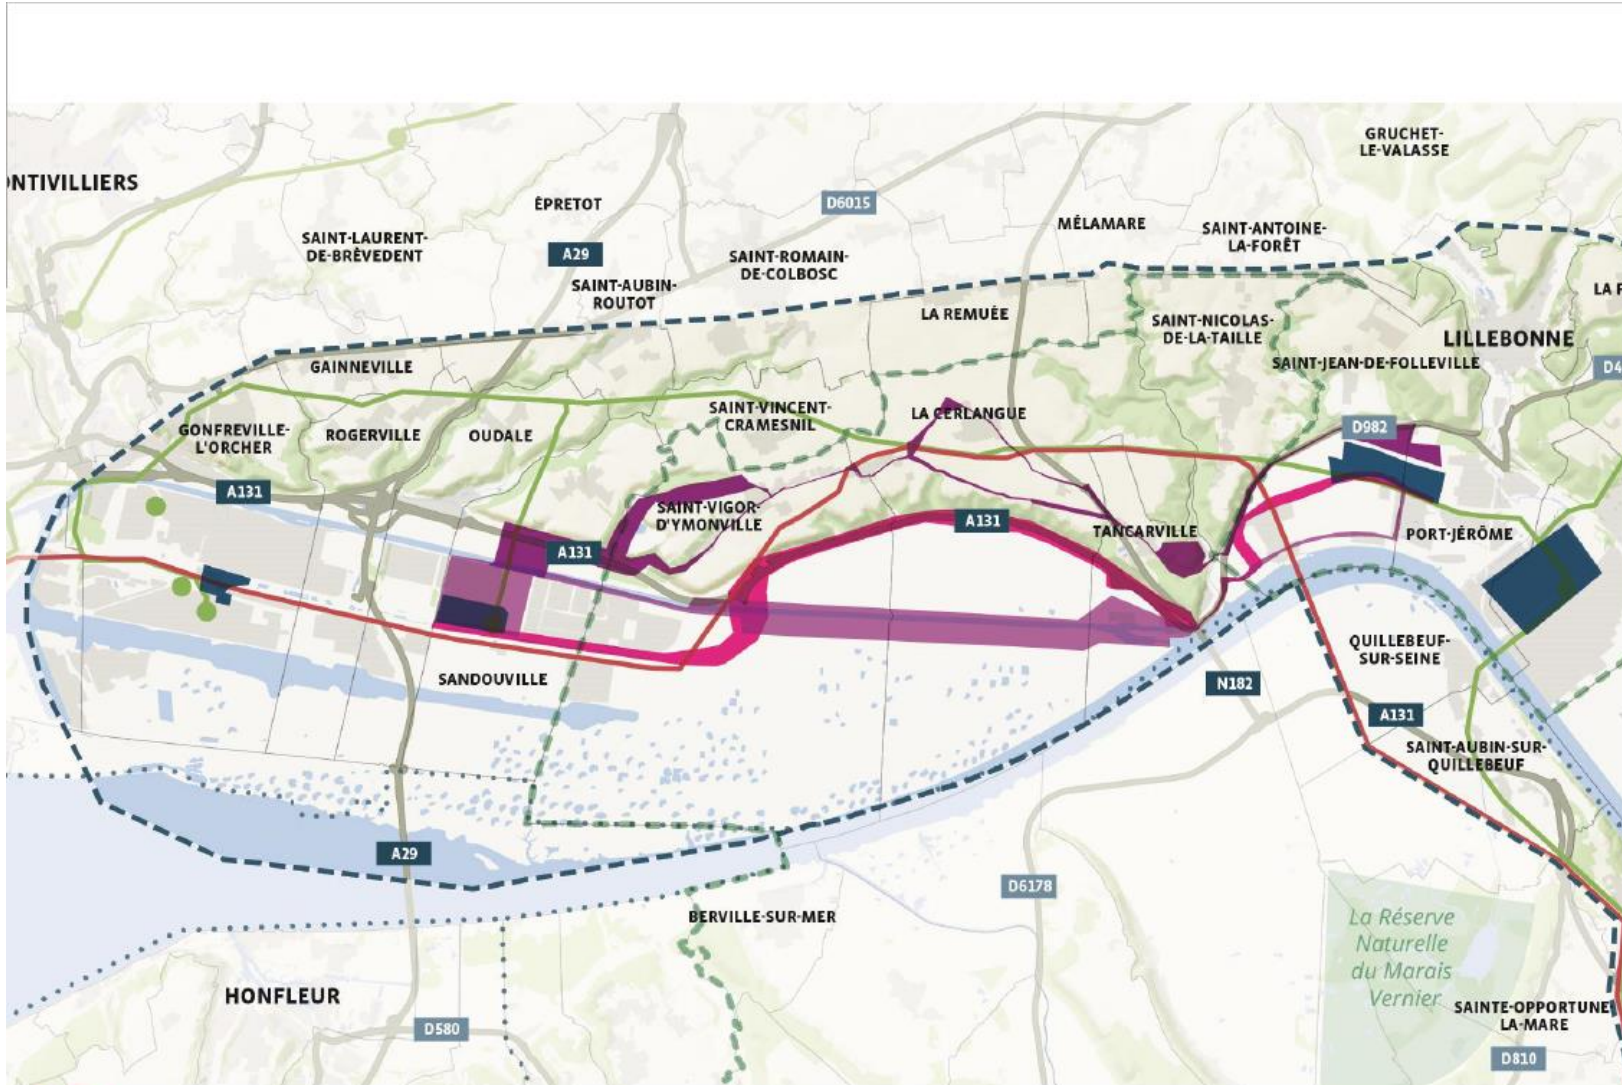 GRUCHET-
LE-VALASSE
ONTIVILLIERS
ÉPRETOT
D6015
MÉLAMARE
SAINT-ANTOINE-
LA-FORÊT
SAINT-LAURENT-
DE-BRÈVEDENT
A29
SAINT-ROMAIN-
DE-COLBOSC
SAINT-AUBIN-
ROUTOT
LA REMUÉE
SAINT-NICOLAS-
DE-LA-TAILLE
LILLEBONNE
GAINNEVILLE
SAINT-JEAN-DE-FOLLEVILLE
SAINT-VINCENT-
CRAMESNIL
LA CERLANGUE
GONFREVILLE-
L'ORCHER
ROGERVILLE
OUDALE
D982
A131
SAINT-VIGOR-
D'YMONVILLE
A131
TANCARVILLE
PORT-JÉRÔME
A131
QUILLEBEUF-
SUR-SEINE
SANDOUVILLE
N182
A131
SAINT-AUBIN-SUR-
QUILLEBEUF
A29
D6178
BERVILLE-SUR-MER
La Réserve
Naturelle
du Marais
Vernier
HONFLEUR
SAINTE-OPPORTUNE
LA-MARE
D580
D810